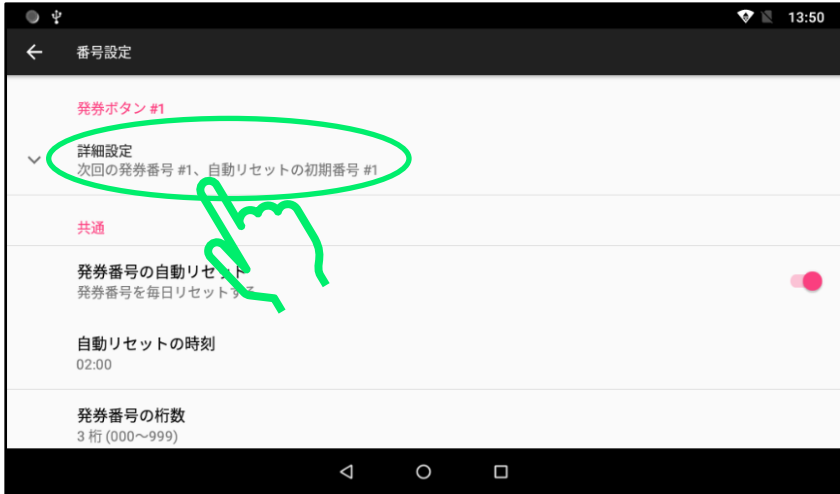 13:50
番号設定
発券ボタン #1
詳細設定
次回の発券番号 #1、自動リセットの初期番号 #1
共通
発券番号の自動リセット
発券番号を毎日リセットする
自動リセットの時刻
02:00
発券番号の桁数
3 桁 (000〜999)